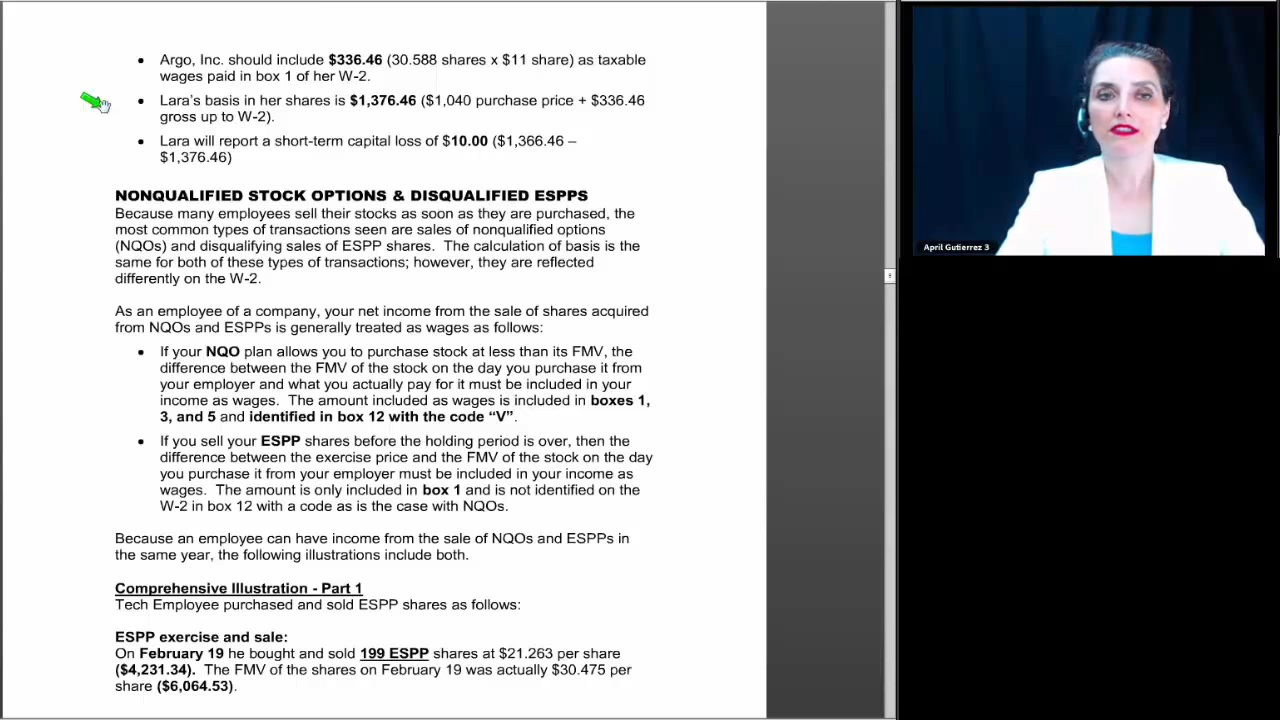 • Argo, Inc. should include $336.46 (30.588 shares x $11 share) as taxable
wages paid in box 1 of her W-2.
• Lara's basis in her shares is $1,376.46 ($1,040 purchase price + $336.46
gross up to W-2).
• Lara will report a short-term capital loss of $10.00 ($1,366.46 –
$1,376.46)
NONQUALIFIED STOCK OPTIONS & DISQUALIFIED ESPPS
Because many employees sell their stocks as soon as they are purchased, the
most common types of transactions seen are sales of nonqualified options
(NQOs) and disqualifying sales of ESPP shares. The calculation of basis is the
same for both of these types of transactions; however, they are reflected
differently on the W-2.
As an employee of a company, your net income from the sale of shares acquired
from NQOs and ESPPs is generally treated as wages as follows:
• If your NQO plan allows you to purchase stock at less than its FMV, the
difference between the FMV of the stock on the day you purchase it from
your employer and what you actually pay for it must be included in your
income as wages. The amount included as wages is included in boxes 1,
3, and 5 and identified in box 12 with the code “V”.
• If you sell your ESPP shares before the holding period is over, then the
difference between the exercise price and the FMV of the stock on the day
you purchase it from your employer must be included in your income as
wages. The amount is only included in box 1 and is not identified on the
W-2 in box 12 with a code as is the case with NQOs.
Because an employee can have income from the sale of NQOs and ESPPs in
the same year, the following illustrations include both.
Comprehensive Illustration - Part 1
Tech Employee purchased and sold ESPP shares as follows:
ESPP exercise and sale:
On February 19 he bought and sold 199 ESPP shares at $21.263 per share
($4,231.34). The FMV of the shares on February 19 was actually $30.475 per
share ($6,064.53).
April Gutierrez 3